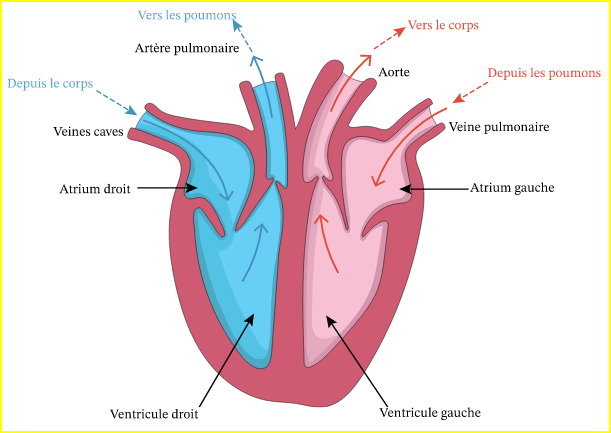 Vers les poumons
Vers le corps
Artère pulmonaire
Aorte
Depuis les poumons
Depuis le corps
Veines caves
Veine pulmonaire
Atrium droit
Atrium gauche
Ventricule droit
Ventricule gauche